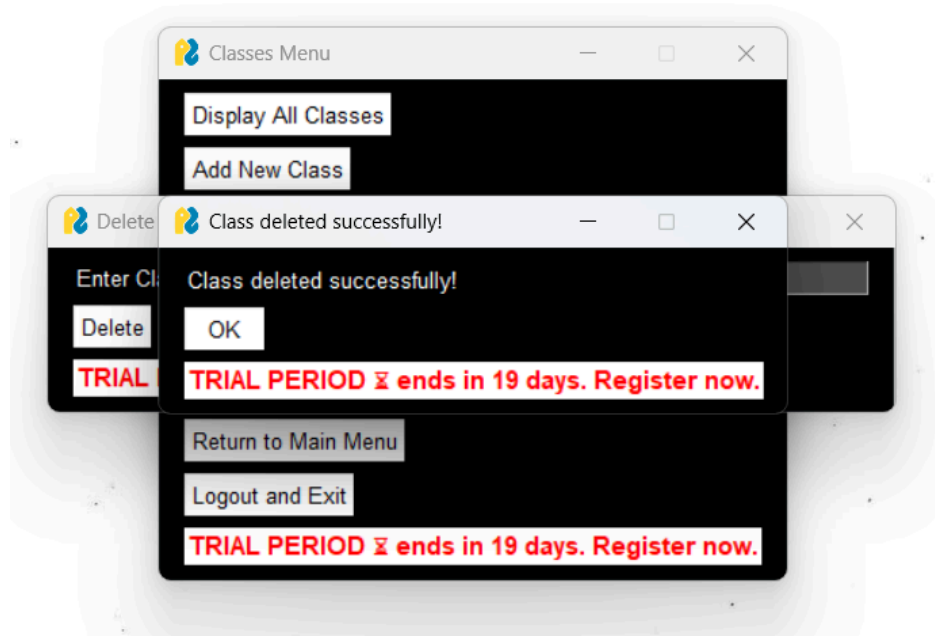 Classes Menu
Display All Classes
Add New Class
Delete
Class deleted successfully!
Enter
Class deleted successfully!
Delete
OK
TRIAL
TRIAL PERIOD ⌛ ends in 19 days. Register now.
Return to Main Menu
Logout and Exit
TRIAL PERIOD ⌛ ends in 19 days. Register now.